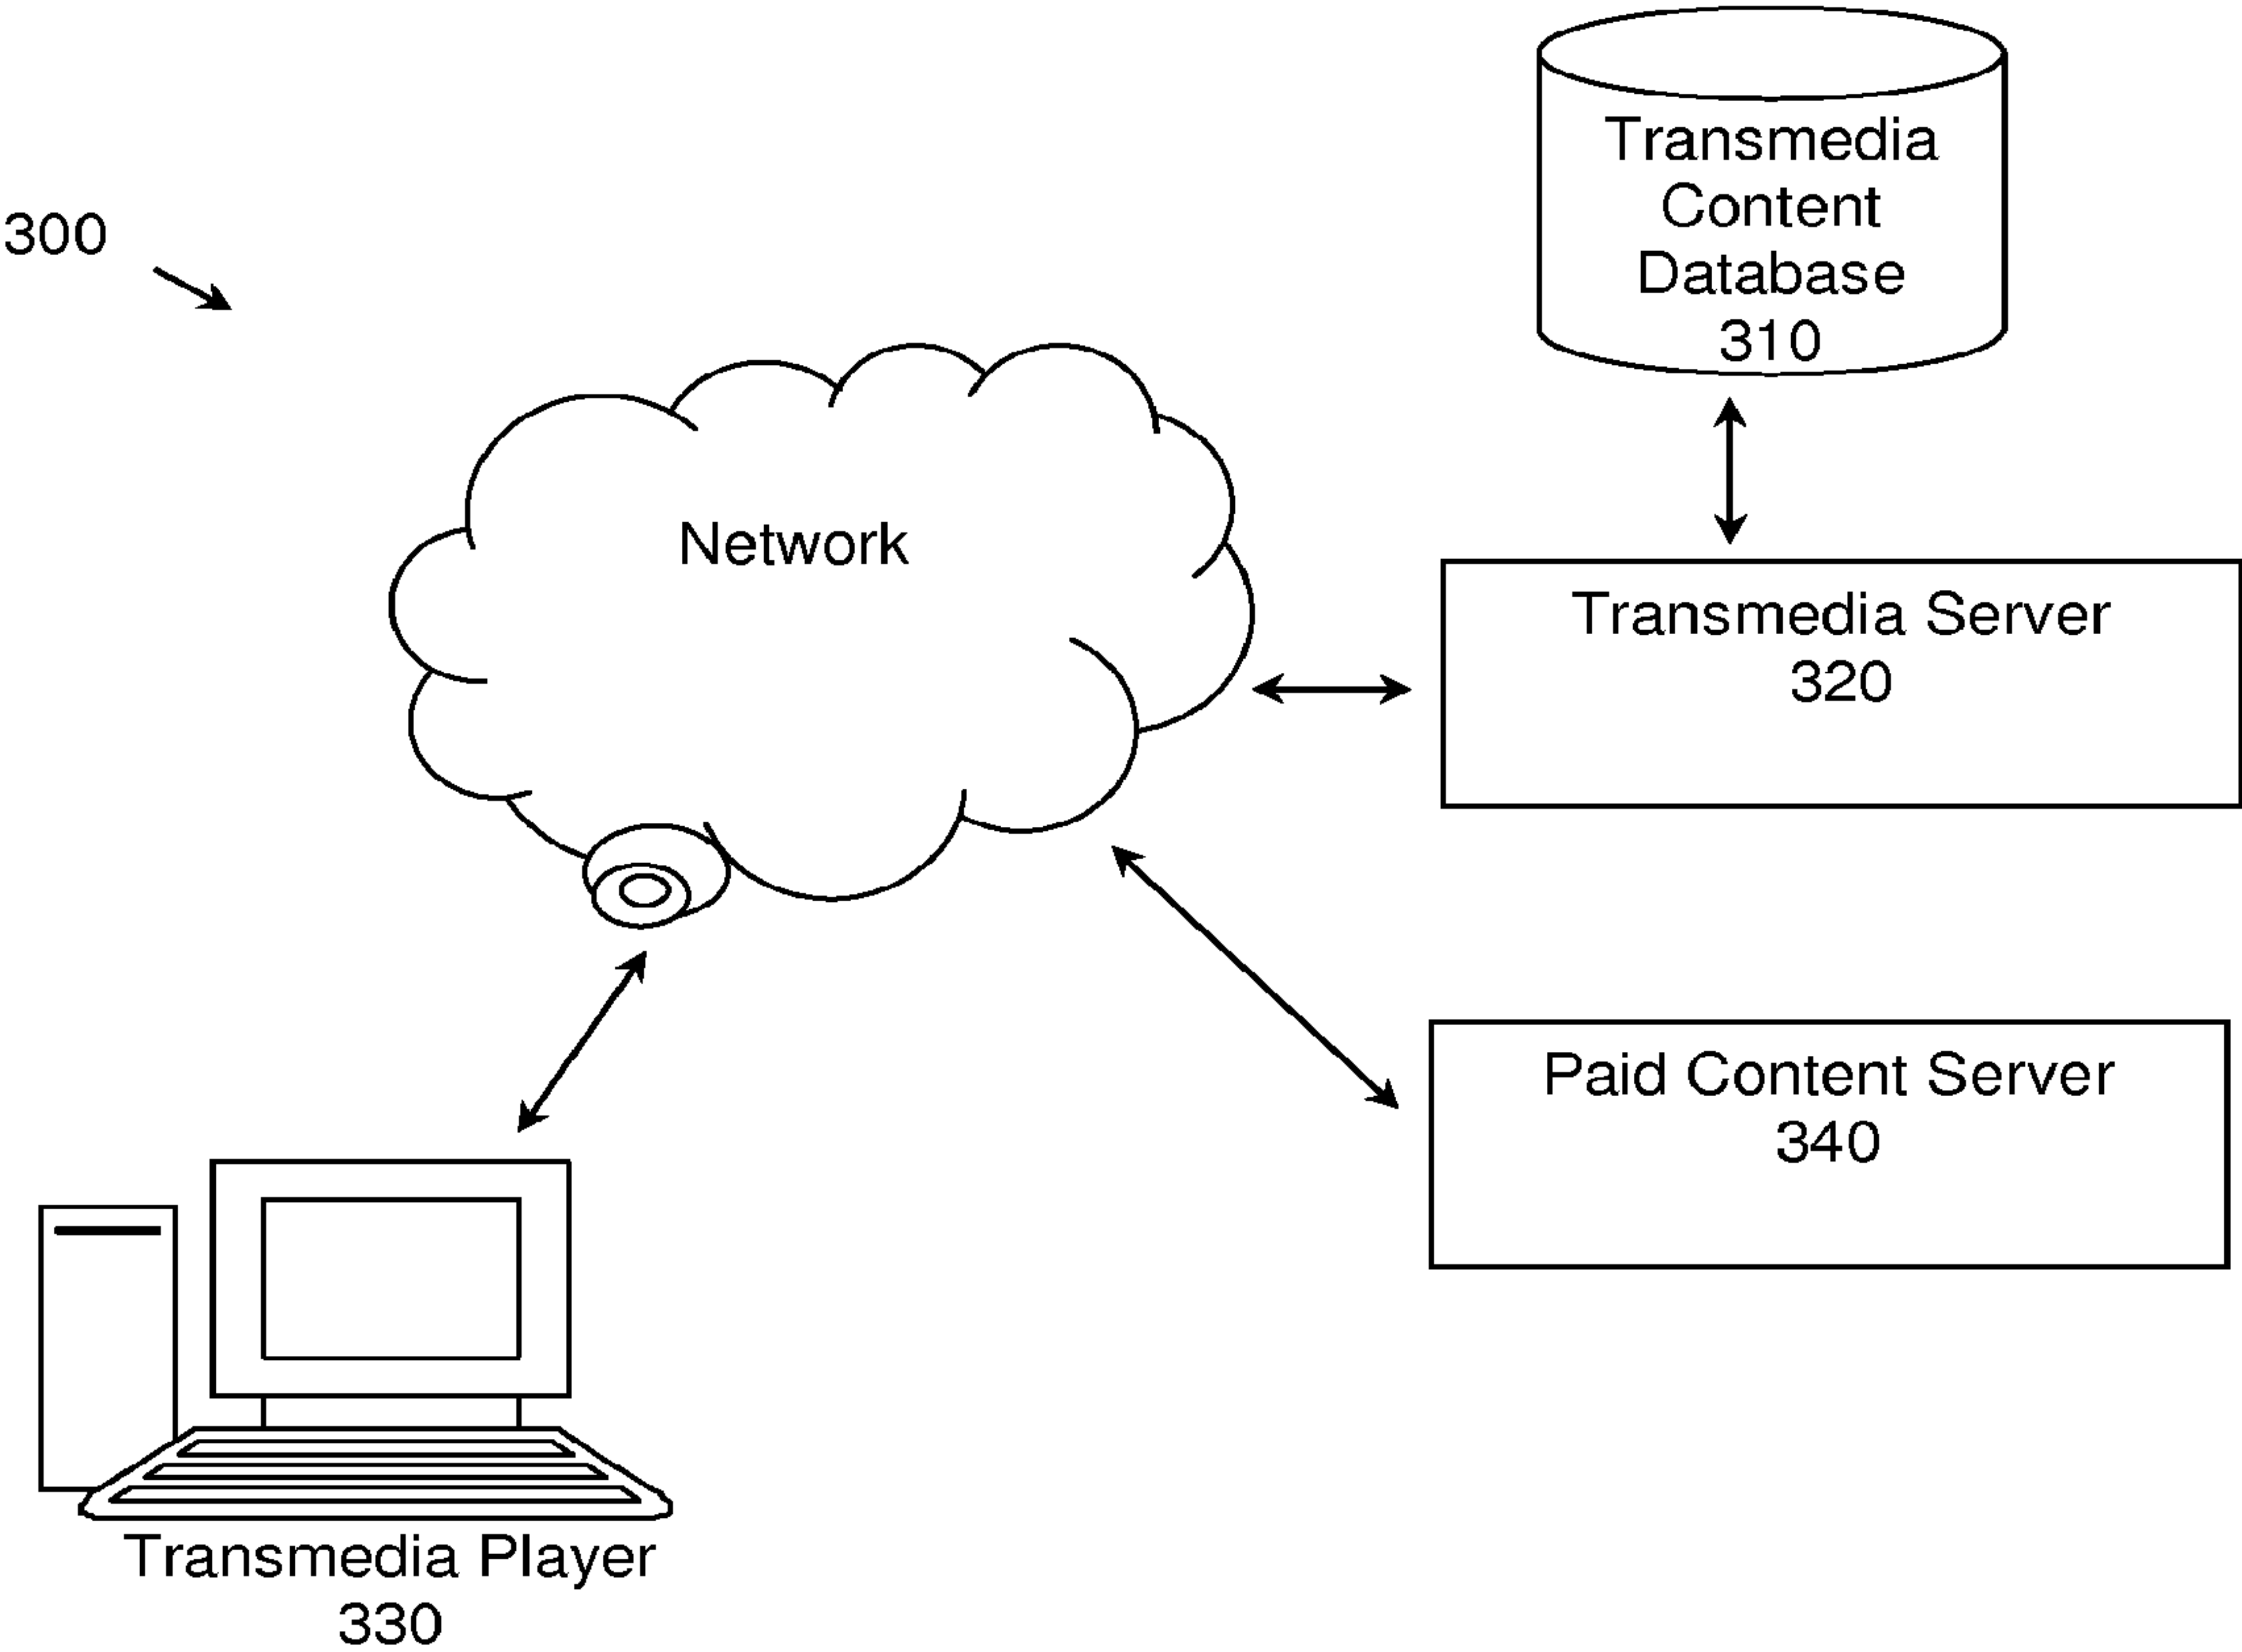 300
Transmedia
Content
Database
310
Network
Transmedia Server
320
Paid Content Server
340
Transmedia Player
330